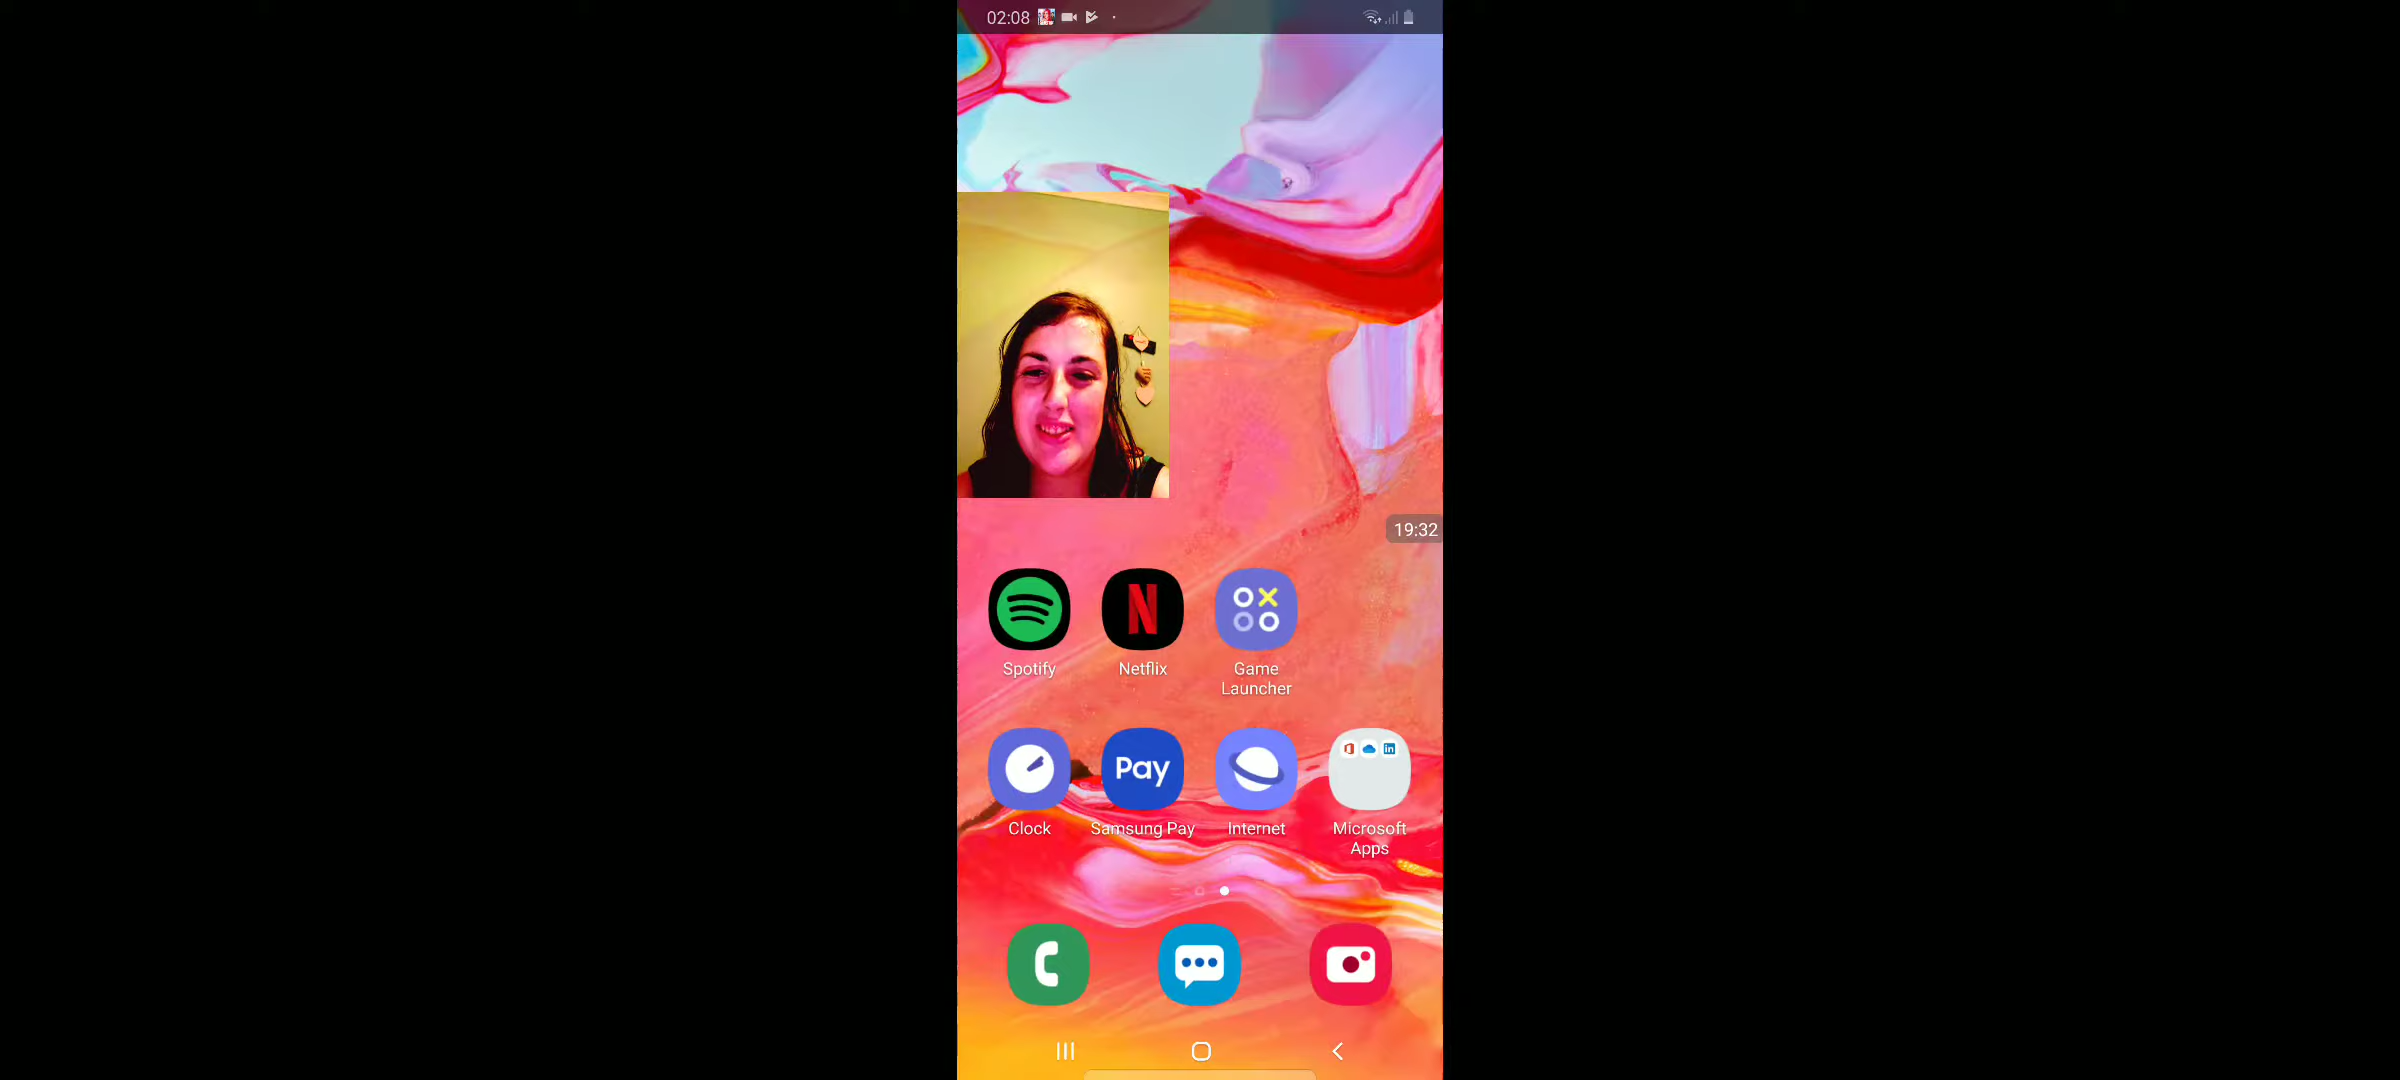 02:08
19:32
Spotify
Netflix
Game
Launcher
Pay
Clock
Samsung Pay
Internet
Microsoft
Apps